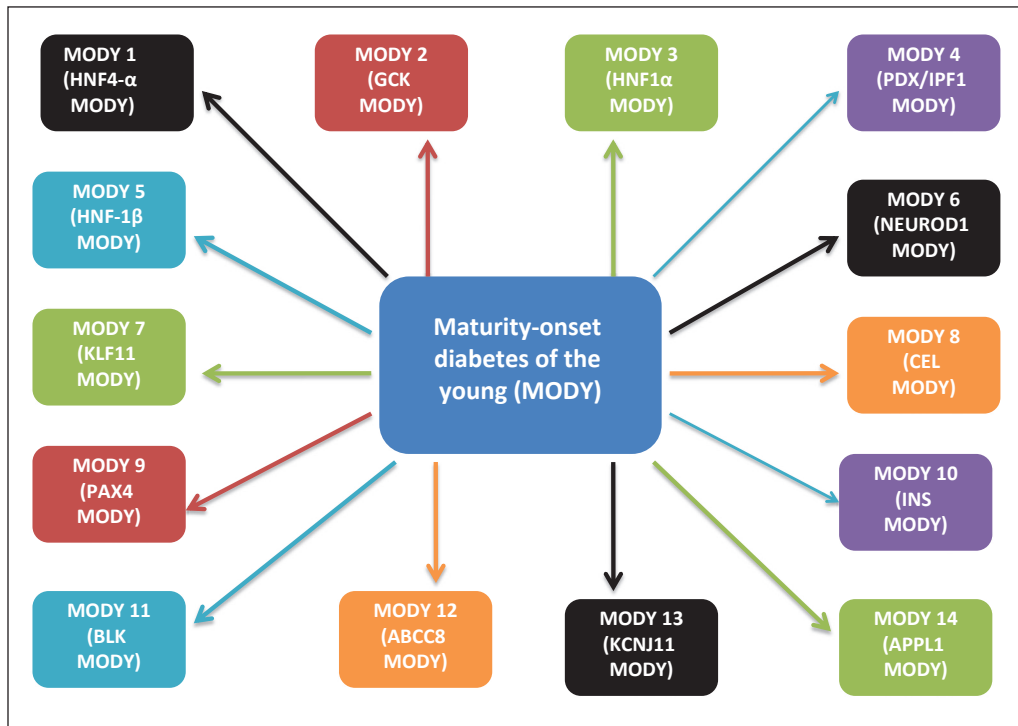 MODY 1
(HNF4-α
MODY)
MODY 2
(GCK
MODY)
MODY 3
(HNF1α
MODY)
MODY 4
(PDX/IPF1
MODY)
MODY 5
(HNF-1β
MODY)
MODY 6
(NEUROD1
MODY)
Maturity-onset
diabetes of the
young (MODY)
MODY 7
(KLF11
MODY)
MODY 8
(CEL
MODY)
MODY 9
(PAX4
MODY)
MODY 10
(INS
MODY)
MODY 11
(BLK
MODY)
MODY 12
(ABCC8
MODY)
MODY 13
(KCNJ11
MODY)
MODY 14
(APPL1
MODY)